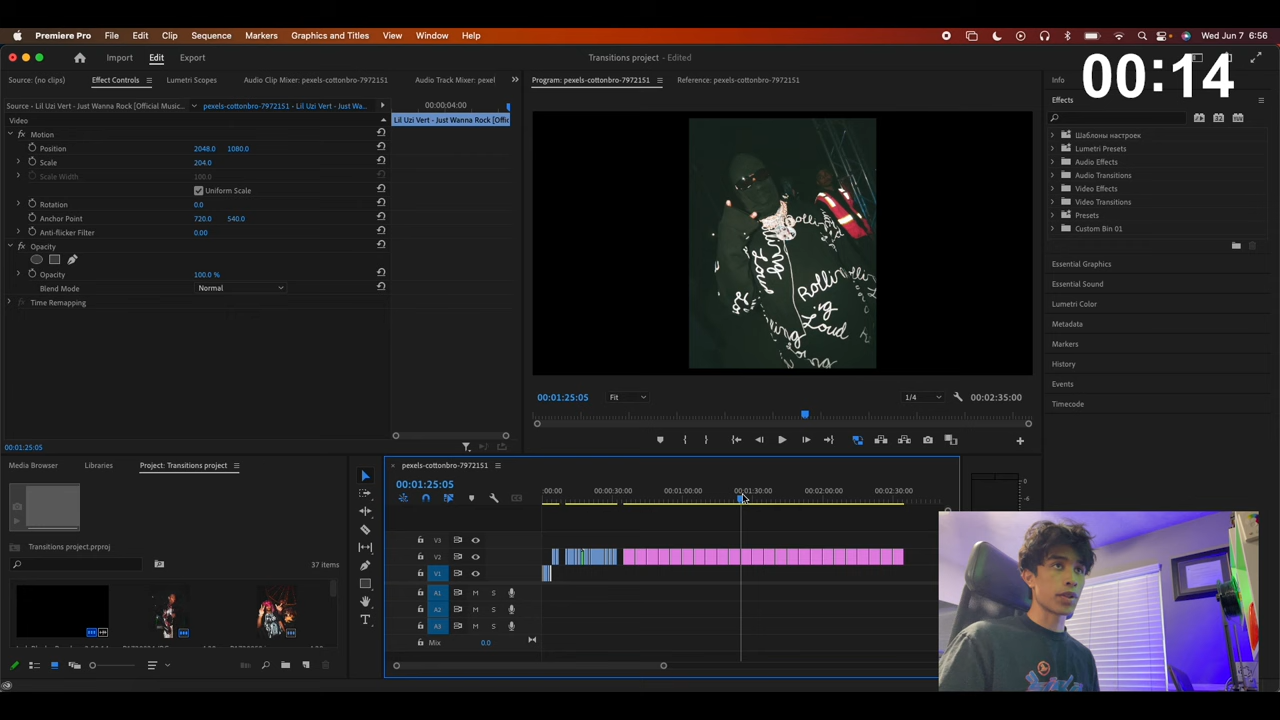 Premiere Pro File Edit Clip Sequence Markers Graphics and Titles View Window Help Wed Jun 7 6:56
Import Edit Export Transitions project - Edited
00:14
Source: (no clips) Effect Controls Lumetri Scopes Audio Clip Mixer: pexels-cottonbro-7972151 Audio Track Mixer: pexel
Program: pexels-cottonbro-7972151 Reference: pexels-cottonbro-7972151
Info
Source - Lil Uzi Vert - Just Wanna Rock [Official Music... pexels-cottonbro-7972151 - Lil Uzi Vert - Just Wa...
00:00:04:00
Video
Lil Uzi Vert - Just Wanna Rock [Offic
Motion
Position 2048.0 1080.0
Scale 204.0
Scale Width 100.0
Uniform Scale
Rotation 0.0
Anchor Point 720.0 540.0
Anti-flicker Filter 0.00
Opacity
Opacity 100.0 %
Blend Mode Normal
Time Remapping
00:01:25:05
Rolling
Loud
00:01:25:05 Fit 1/4 00:02:35:00
Effects
Шаблоны настроек
Lumetri Presets
Audio Effects
Audio Transitions
Video Effects
Video Transitions
Presets
Custom Bin 01
Essential Graphics
Essential Sound
Lumetri Color
Metadata
Markers
History
Events
Timecode
Media Browser Libraries Project: Transitions project
Transitions project.prproj
37 items
pexels-cottonbro-7972151
00:01:25:05
00:00 00:00:30:00 00:01:00:00 00:01:30:00 00:02:00:00 00:02:30:00
V3
V2
V1 V1
A1 M S
A2 M S
A3 M S
Mix 0.0
0
-6